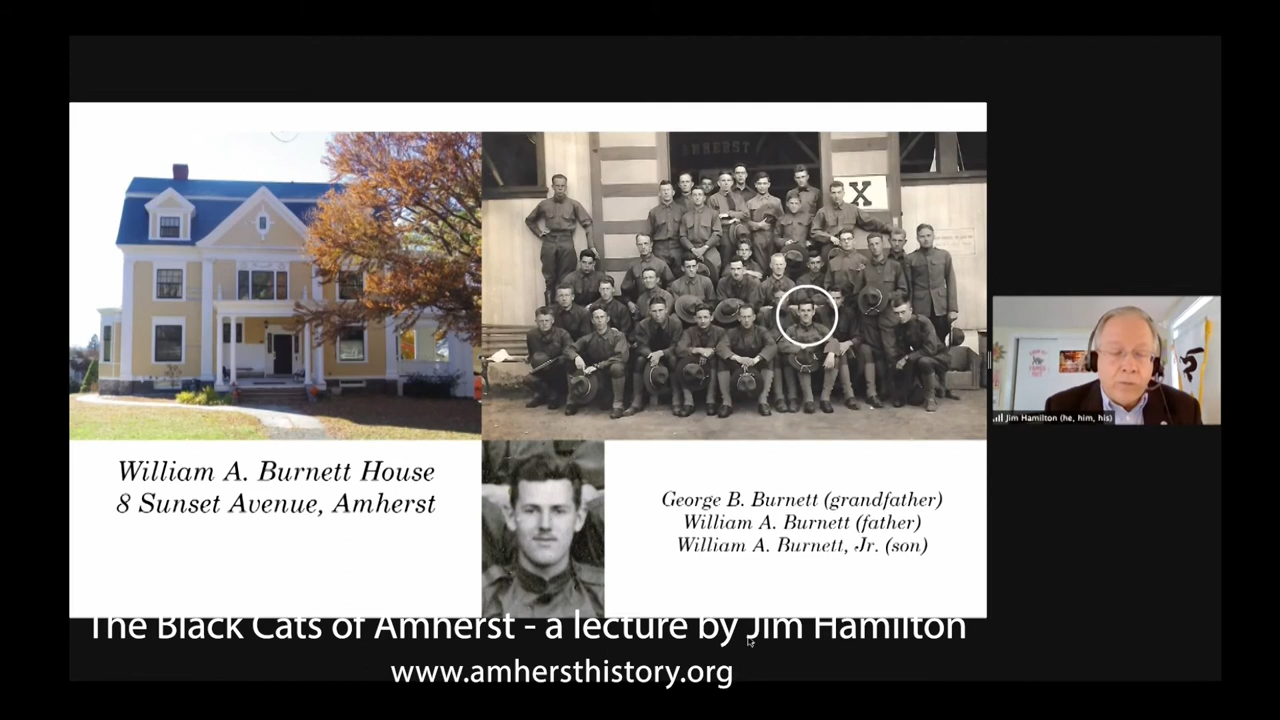 AMHERST
X
William A. Burnett House
8 Sunset Avenue, Amherst
George B. Burnett (grandfather)
William A. Burnett (father)
William A. Burnett, Jr. (son)
Jim Hamilton (he, him, his)
The Black Cats of Amherst - a lecture by Jim Hamilton
www.amhersthistory.org